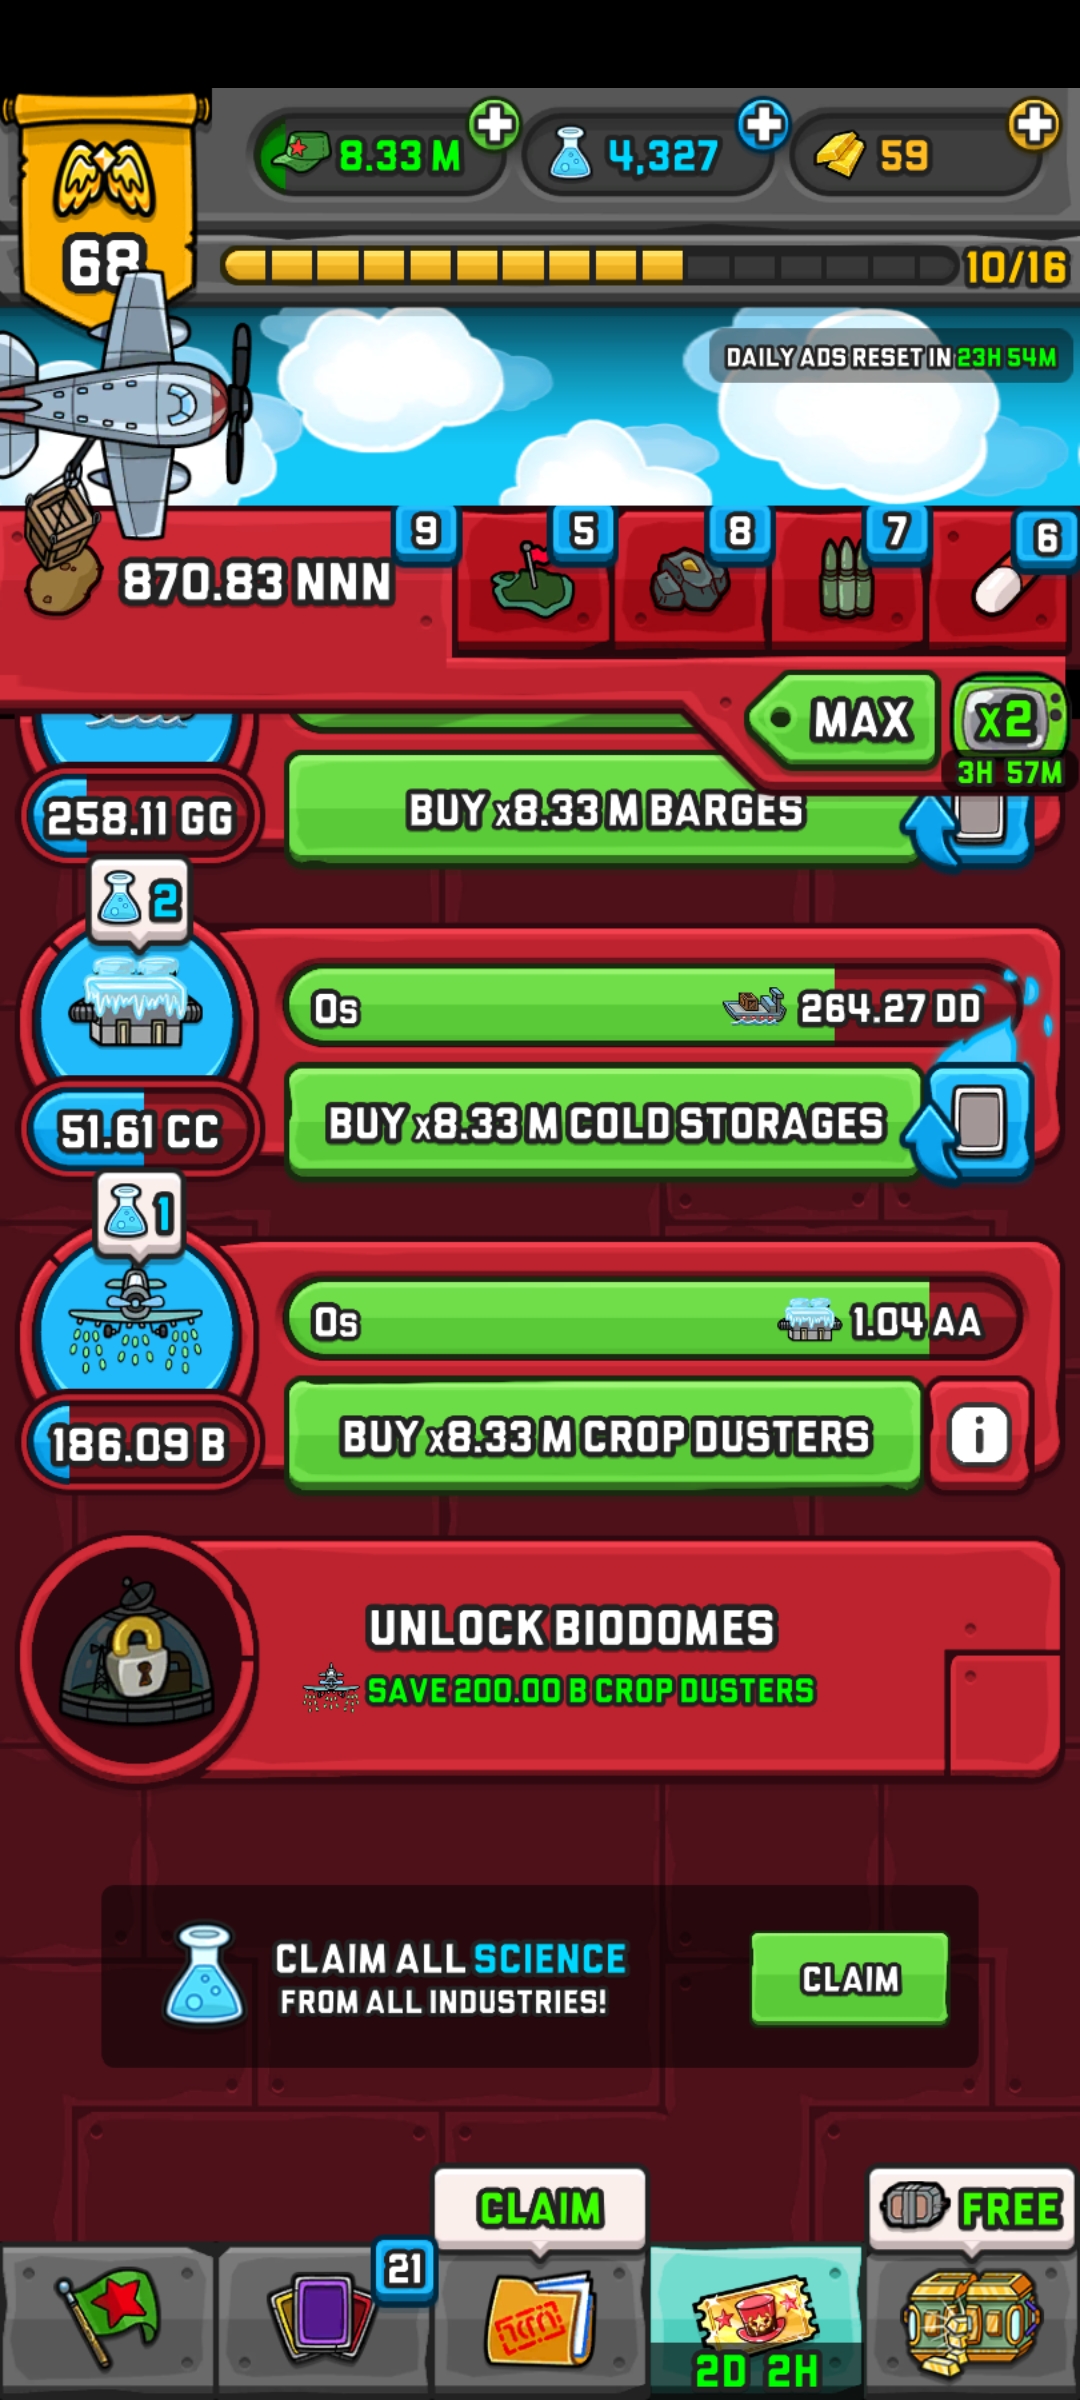 8.33 M
4,327
59
68
10/16
DAILY ADS RESET IN 23H 54M
870.83 NNN
9
5
8
7
6
MAX
x2
3H 57M
258.11 GG
BUY x8.33 M BARGES
2
0s
264.27 DD
51.61 CC
BUY x8.33 M COLD STORAGES
1
0s
1.04 AA
186.09 B
BUY x8.33 M CROP DUSTERS
i
UNLOCK BIODOMES
SAVE 200.00 B CROP DUSTERS
CLAIM ALL SCIENCE
FROM ALL INDUSTRIES!
CLAIM
CLAIM
FREE
21
2D 2H